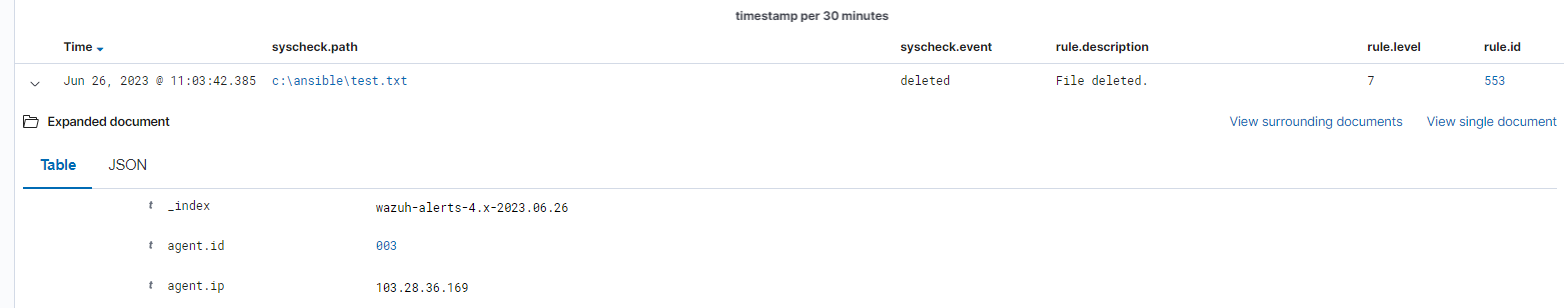 timestamp per 30 minutes
Time syscheck.path syscheck.event rule.description rule.level rule.id
Jun 26, 2023 @ 11:03:42.385 c:\ansible\test.txt deleted File deleted. 7 553
Expanded document View surrounding documents View single document
Table JSON
t _index wazuh-alerts-4.x-2023.06.26
t agent.id 003
t agent.ip 103.28.36.169